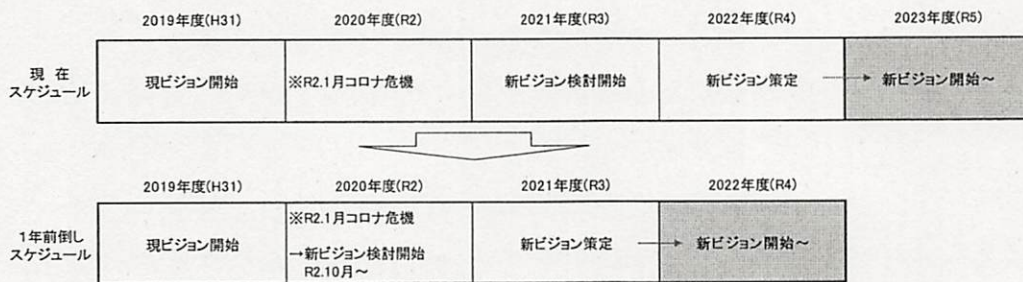 2019年度(H31) 2020年度(R2) 2021年度(R3) 2022年度(R4) 2023年度(R5)
現 在
スケジュール
現ビジョン開始 ※R2.1月コロナ危機 新ビジョン検討開始 新ビジョン策定 → 新ビジョン開始~
2019年度(H31) 2020年度(R2) 2021年度(R3) 2022年度(R4)
1年前倒し
スケジュール
現ビジョン開始
※R2.1月コロナ危機
→新ビジョン検討開始
R2.10月~
新ビジョン策定 → 新ビジョン開始~